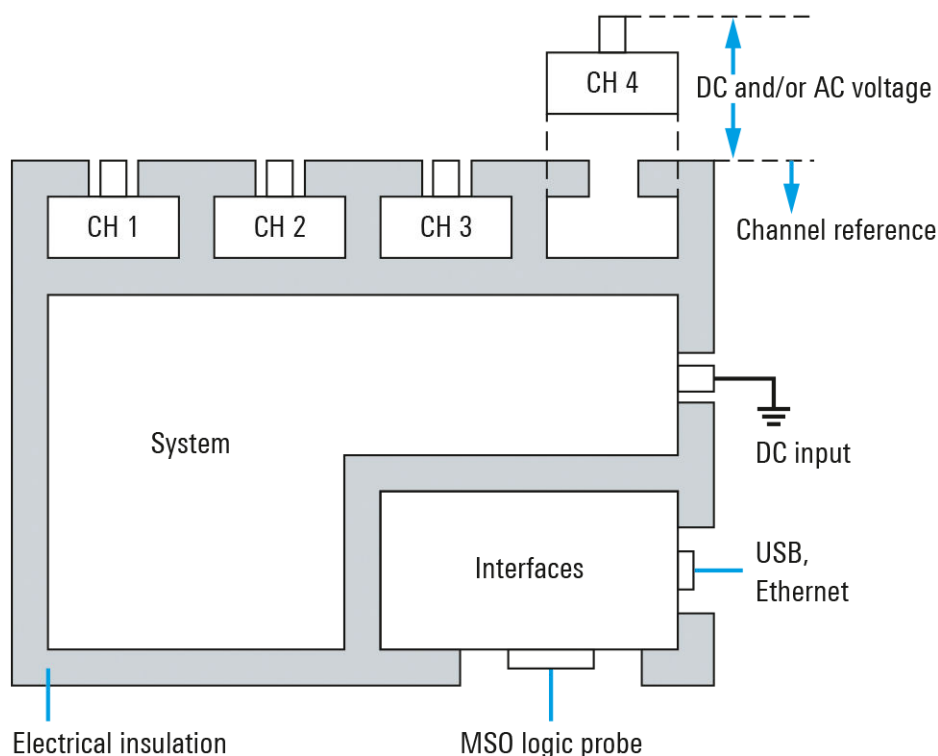 CH 4
DC and/or AC voltage
CH 1
CH 2
CH 3
Channel reference
System
DC input
Interfaces
USB,
Ethernet
Electrical insulation
MSO logic probe